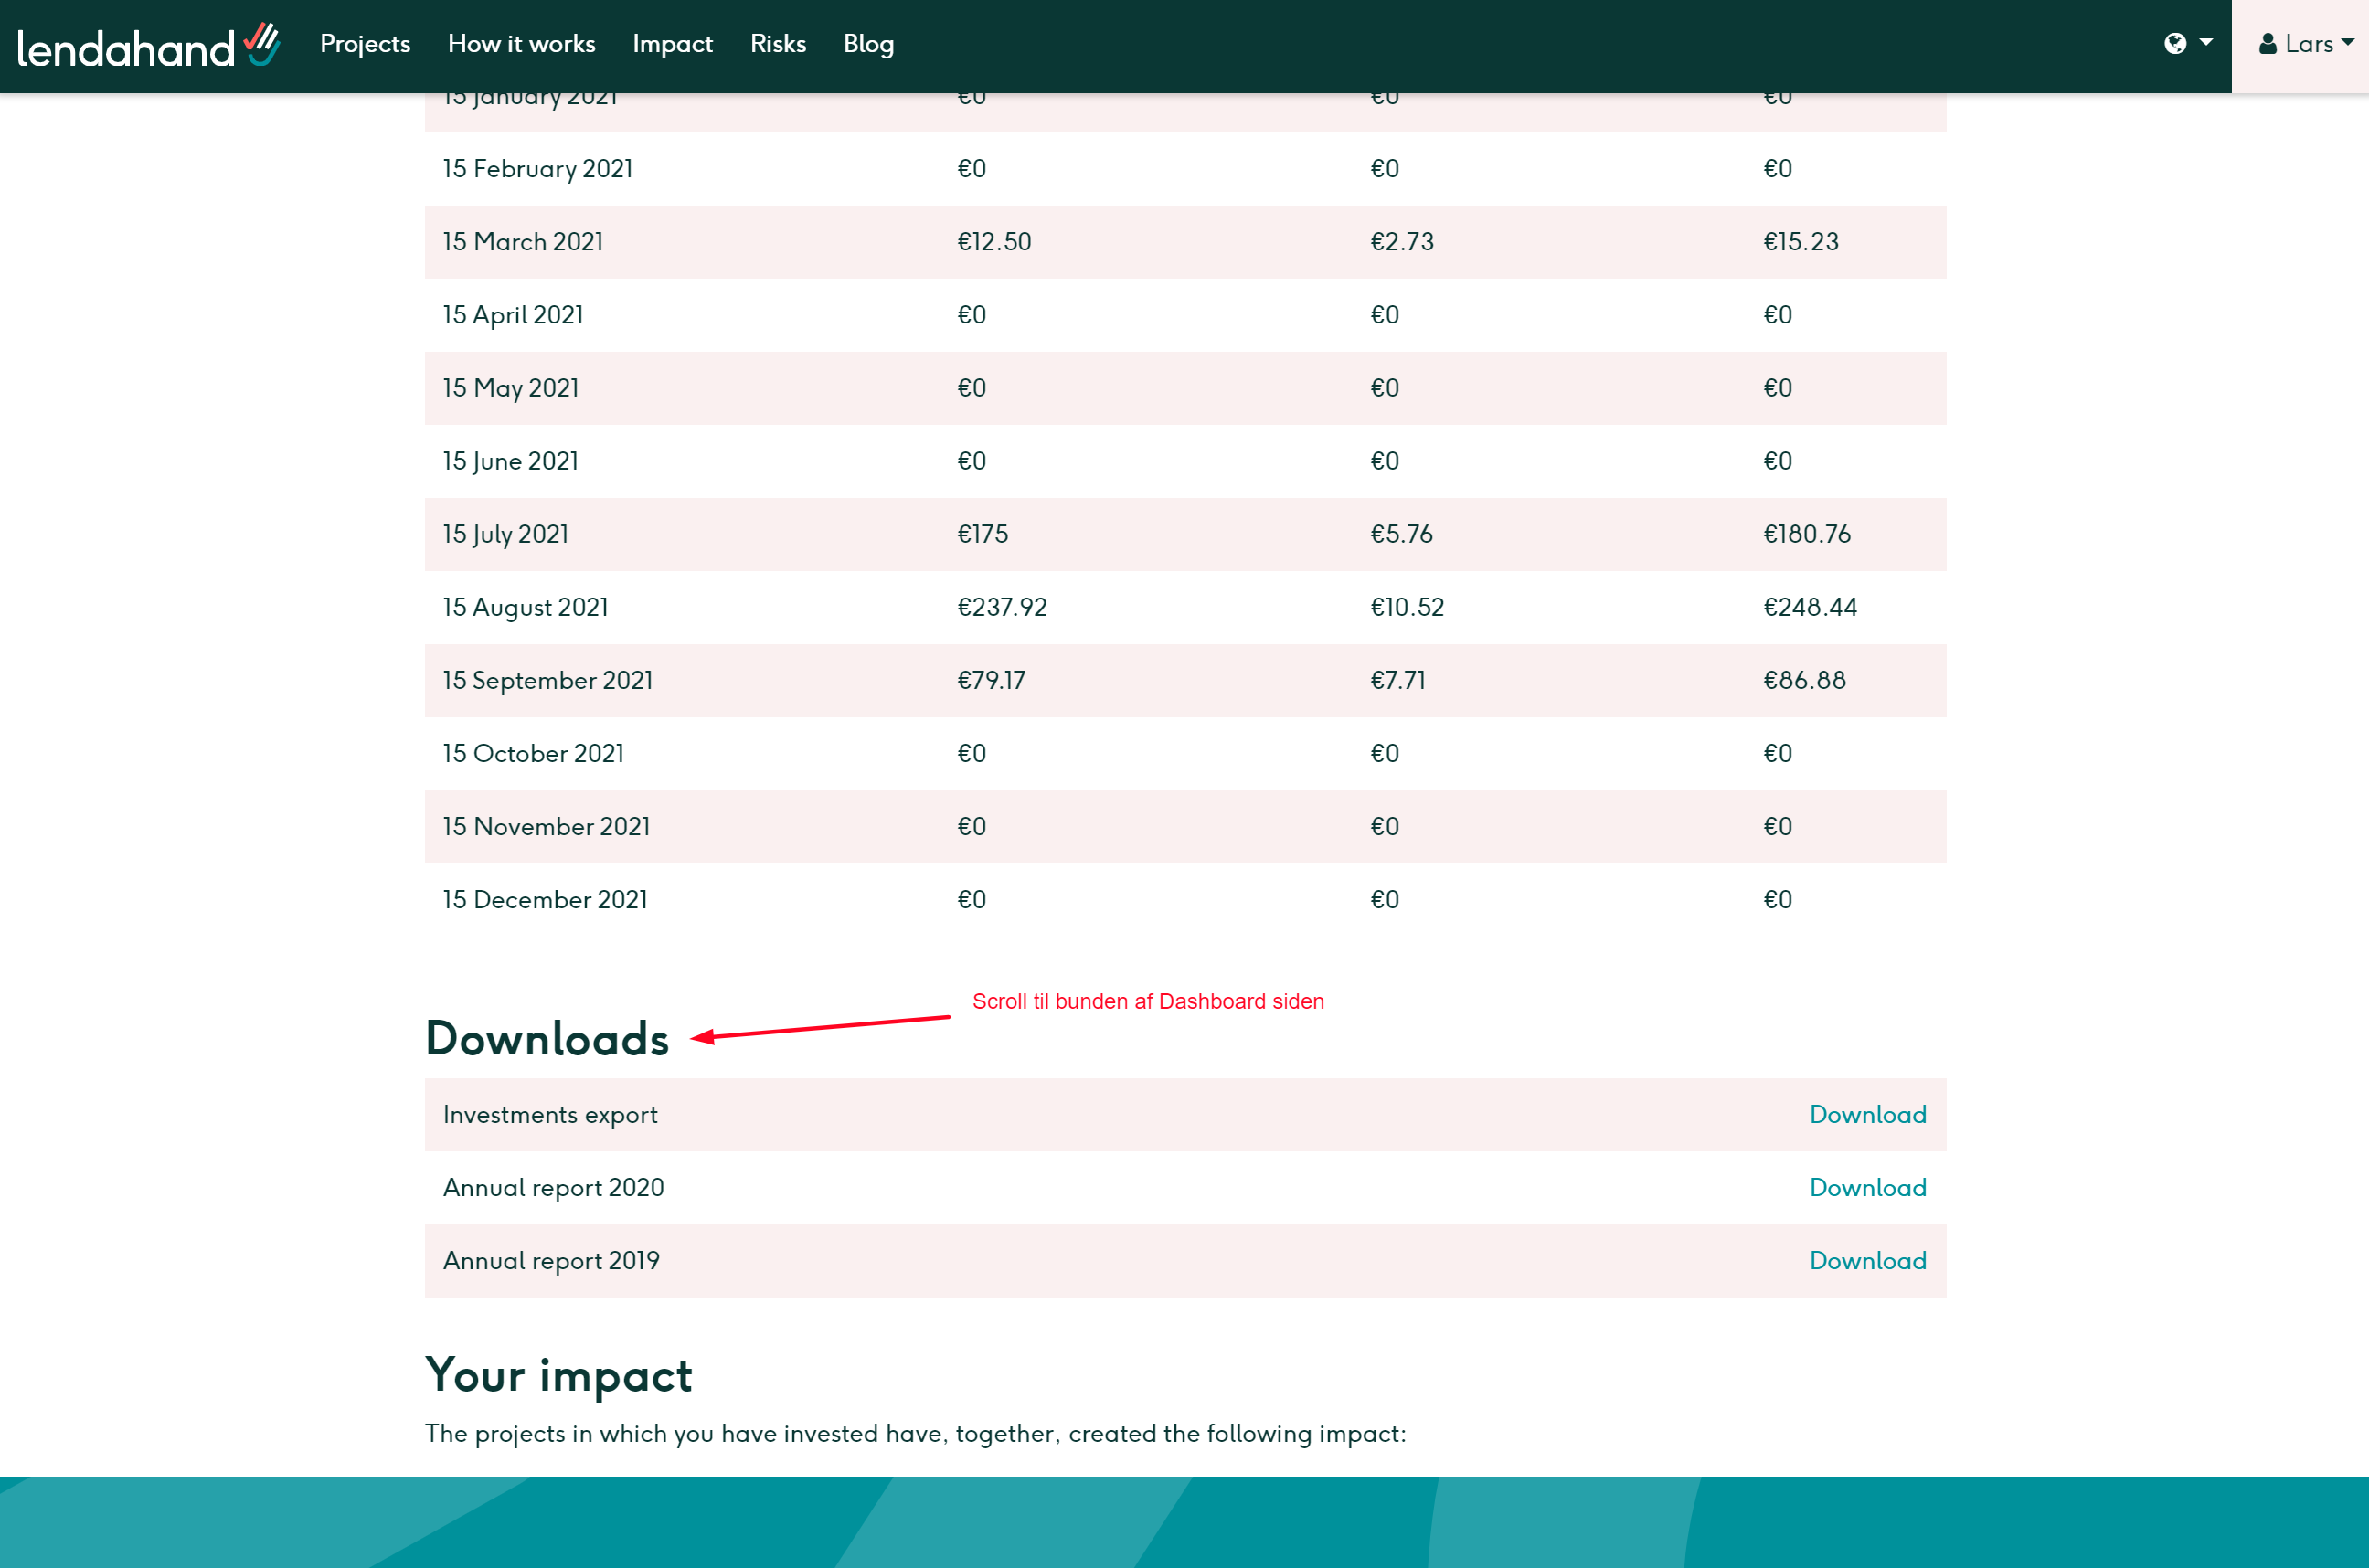 lendahand Projects How it works Impact Risks Blog Lars
15 January 2021 €0 €0 €0
15 February 2021 €0 €0 €0
15 March 2021 €12.50 €2.73 €15.23
15 April 2021 €0 €0 €0
15 May 2021 €0 €0 €0
15 June 2021 €0 €0 €0
15 July 2021 €175 €5.76 €180.76
15 August 2021 €237.92 €10.52 €248.44
15 September 2021 €79.17 €7.71 €86.88
15 October 2021 €0 €0 €0
15 November 2021 €0 €0 €0
15 December 2021 €0 €0 €0
Scroll til bunden af Dashboard siden
Downloads
Investments export Download
Annual report 2020 Download
Annual report 2019 Download
Your impact
The projects in which you have invested have, together, created the following impact: